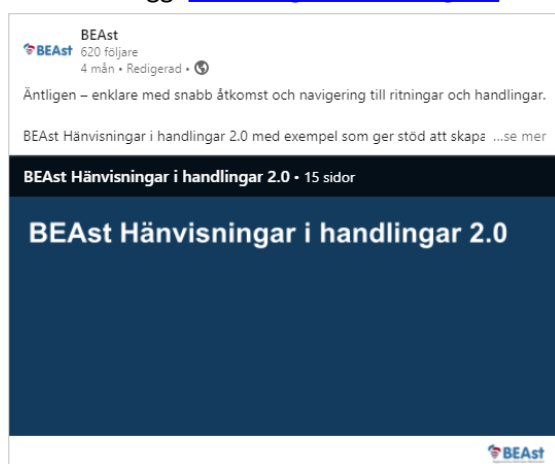 BEAst
BEAst
620 följare
4 mån • Redigerad •
Äntligen – enklare med snabb åtkomst och navigering till ritningar och handlingar.
BEAst Hänvisningar i handlingar 2.0 med exempel som ger stöd att skapa ...se mer
BEAst Hänvisningar i handlingar 2.0 • 15 sidor
BEAst Hänvisningar i handlingar 2.0
BEAst